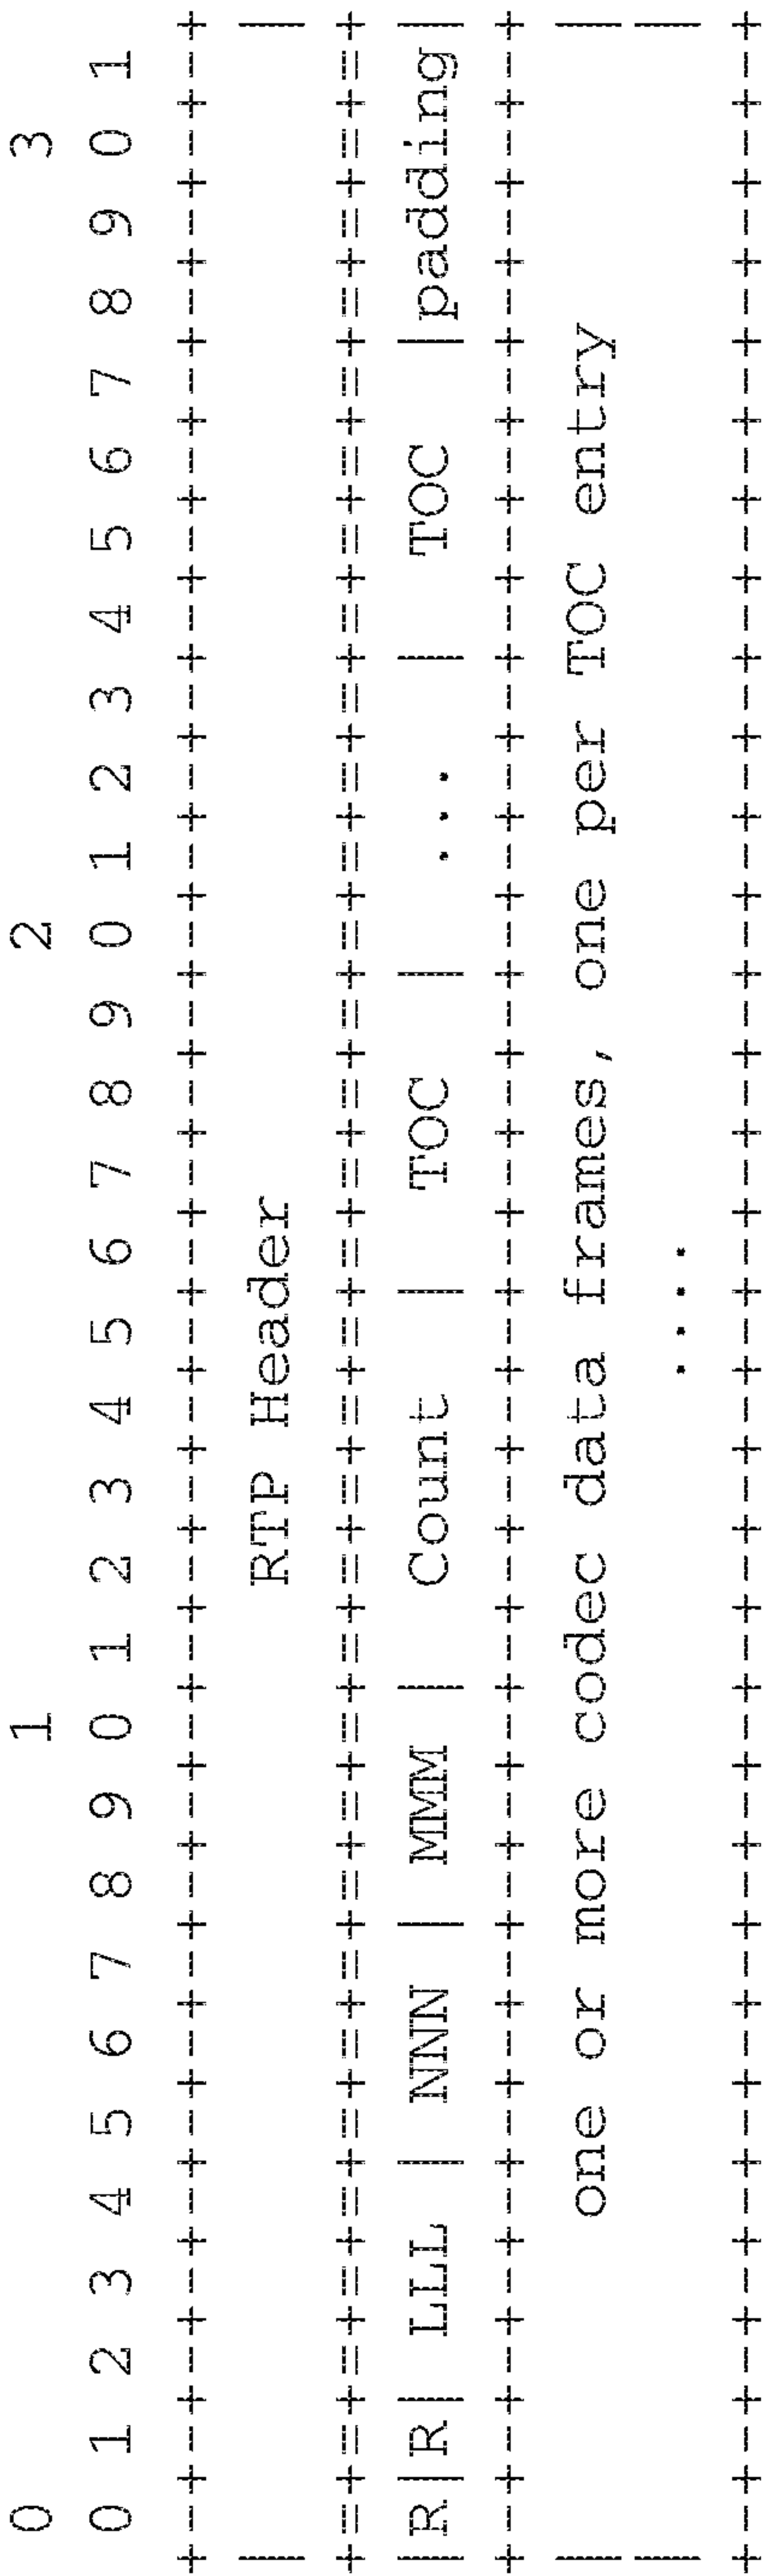 0                   1                   2                   3
 0 1 2 3 4 5 6 7 8 9 0 1 2 3 4 5 6 7 8 9 0 1 2 3 4 5 6 7 8 9 0 1
+-+-+-+-+-+-+-+-+-+-+-+-+-+-+-+-+-+-+-+-+-+-+-+-+-+-+-+-+-+-+-+-+
|                        RTP Header                             |
+=+=+=+=+=+=+=+=+=+=+=+=+=+=+=+=+=+=+=+=+=+=+=+=+=+=+=+=+=+=+=+=+
|R|R| LLL | NNN | MMM |  Count  |  TOC  |  ...  |  TOC  |padding|
+-+-+-+-+-+-+-+-+-+-+-+-+-+-+-+-+-+-+-+-+-+-+-+-+-+-+-+-+-+-+-+-+
|        one or more codec data frames, one per TOC entry       |
|                             ....                              |
+-+-+-+-+-+-+-+-+-+-+-+-+-+-+-+-+-+-+-+-+-+-+-+-+-+-+-+-+-+-+-+-+